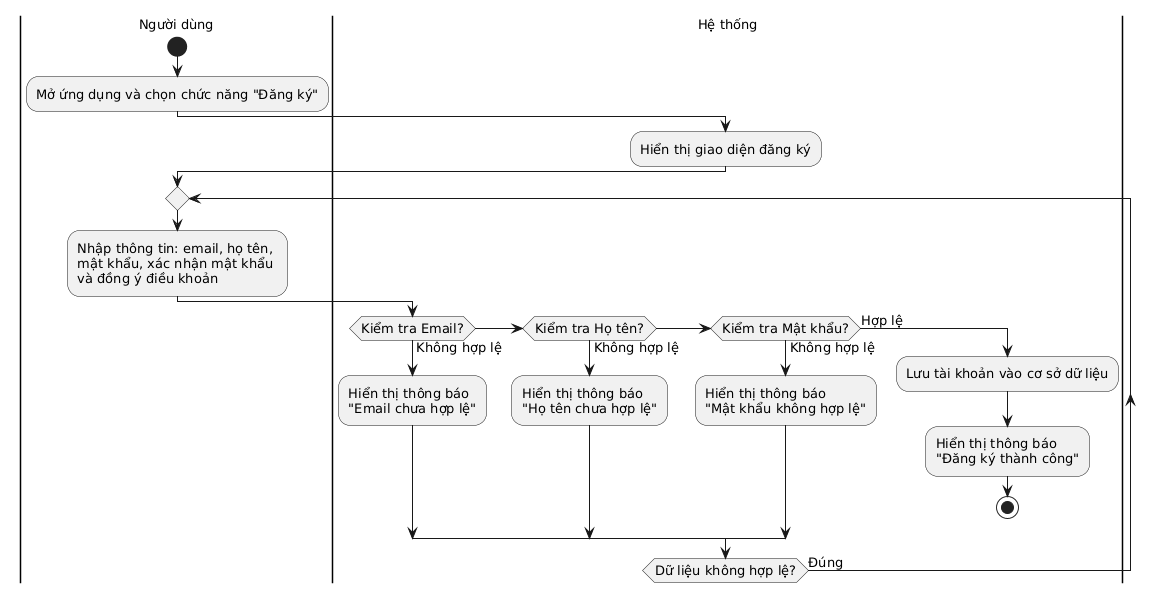 Người dùng
Hệ thống
Mở ứng dụng và chọn chức năng "Đăng ký"
Hiển thị giao diện đăng ký
Nhập thông tin: email, họ tên,
mật khẩu, xác nhận mật khẩu
và đồng ý điều khoản
Kiểm tra Email?
Không hợp lệ
Hiển thị thông báo
"Email chưa hợp lệ"
Kiểm tra Họ tên?
Không hợp lệ
Hiển thị thông báo
"Họ tên chưa hợp lệ"
Kiểm tra Mật khẩu?
Không hợp lệ
Hiển thị thông báo
"Mật khẩu không hợp lệ"
Hợp lệ
Lưu tài khoản vào cơ sở dữ liệu
Hiển thị thông báo
"Đăng ký thành công"
Dữ liệu không hợp lệ?
Đúng